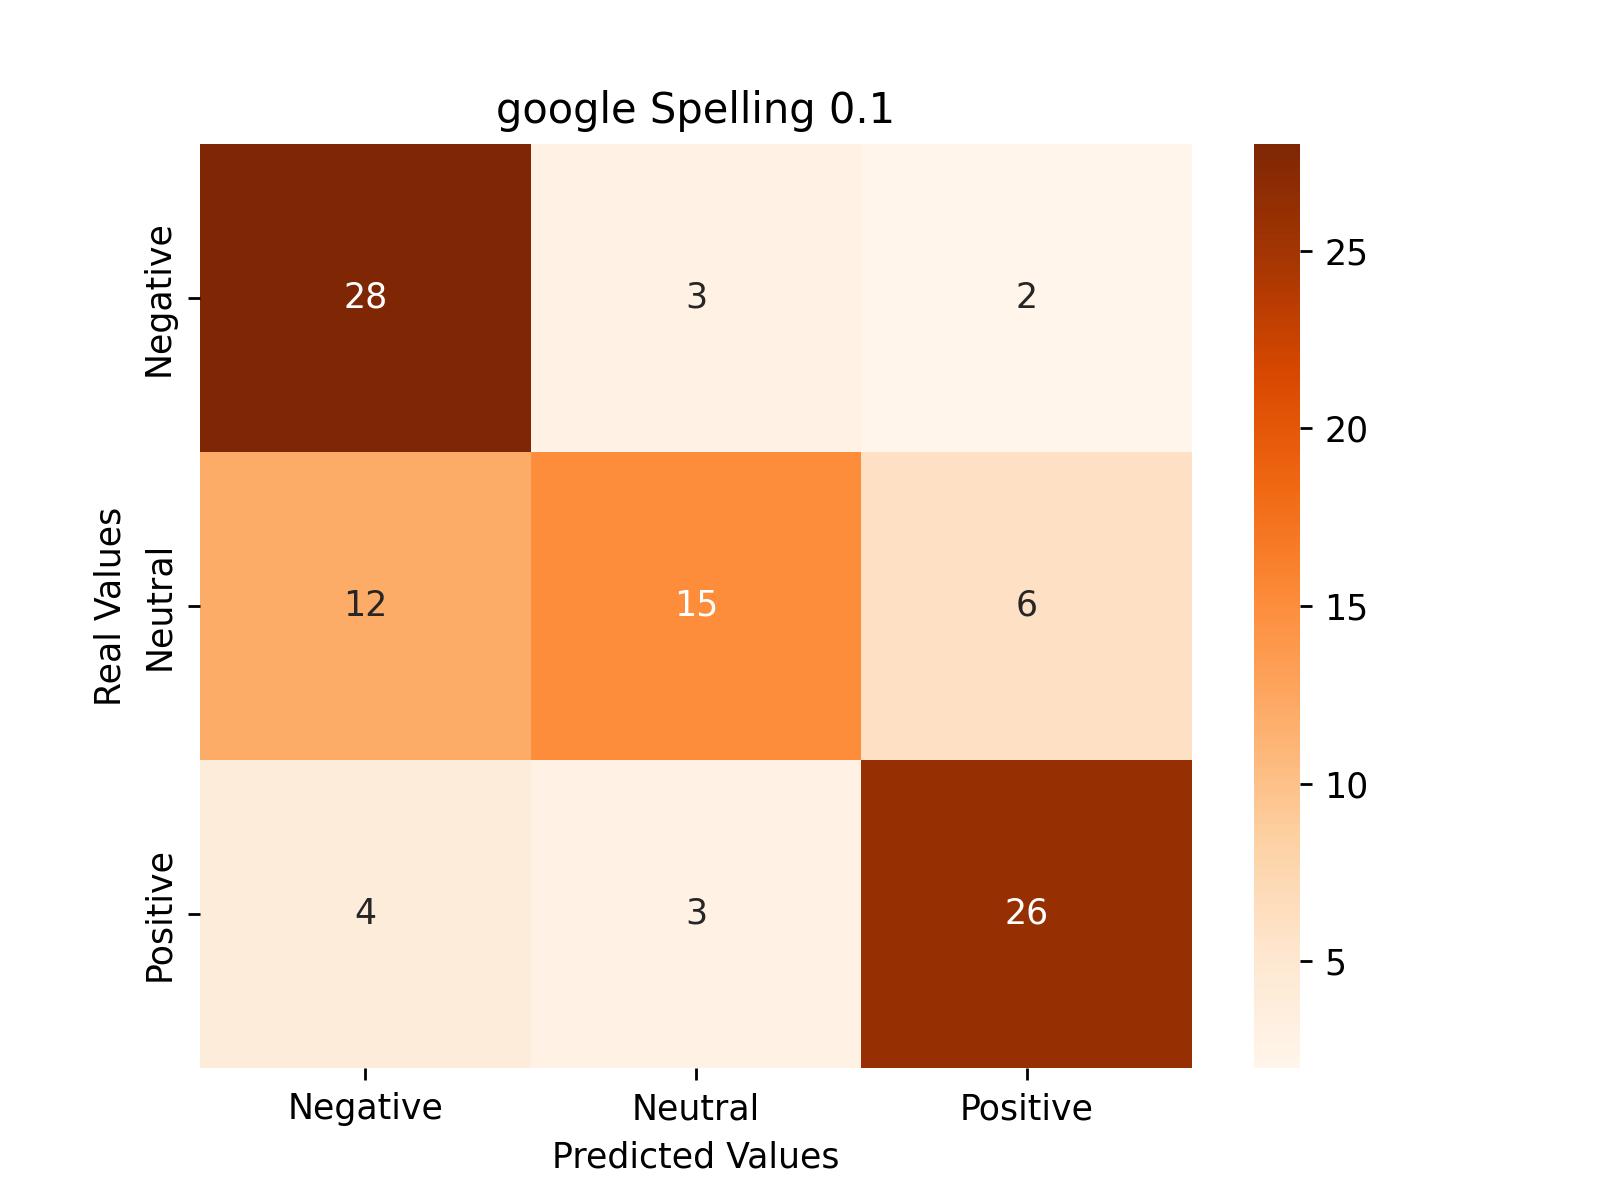 google Spelling 0.1
Real Values
Negative
28 3 2
Neutral
12 15 6
Positive
4 3 26
Negative Neutral Positive
Predicted Values
25
20
15
10
5